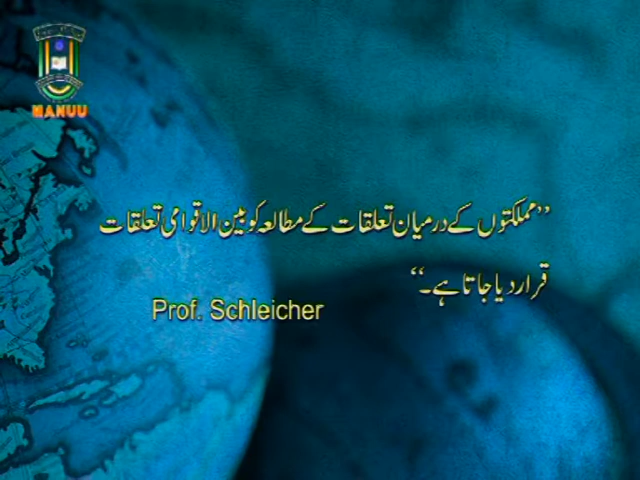 MANUU
”مملکتوں کے درمیان تعلقات کے مطالعہ کو بین الاقوامی تعلقات
قرار دیا جاتا ہے۔“
Prof. Schleicher